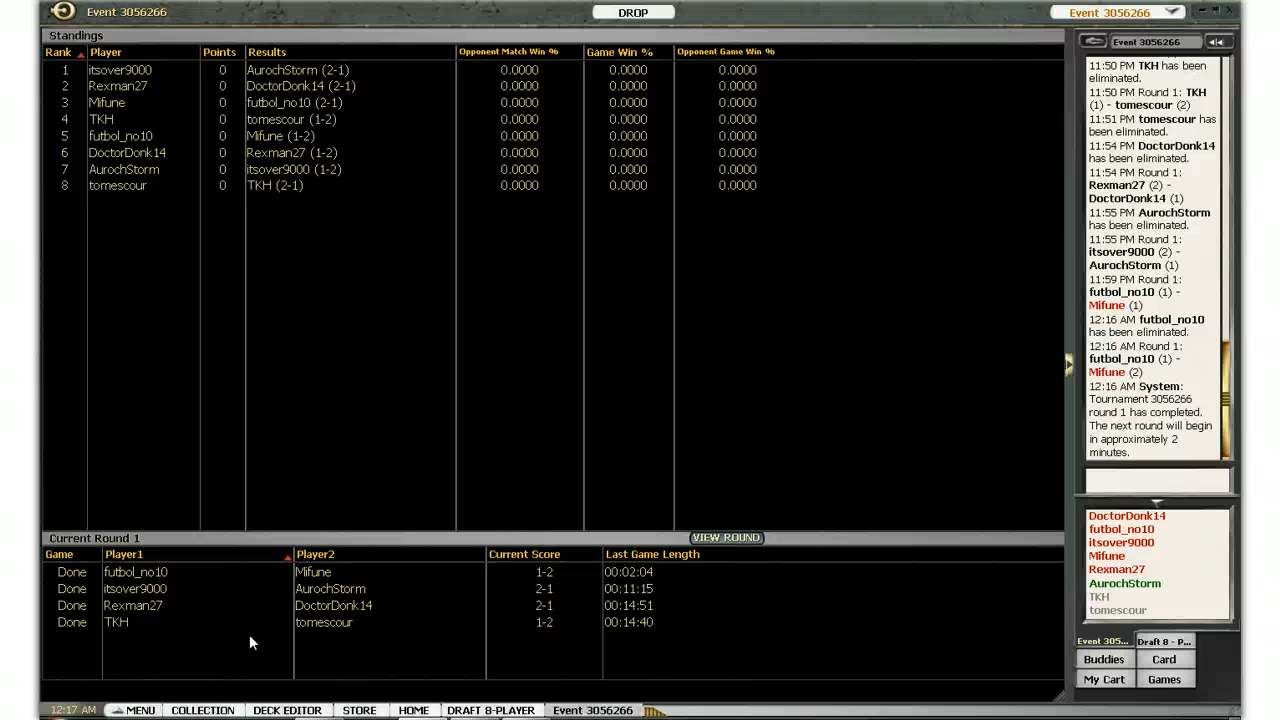 Event 3056266
DROP
Event 3056266
Standings
Rank Player Points Results Opponent Match Win % Game Win % Opponent Game Win %
1 itsover9000 0 AurochStorm (2-1) 0.0000 0.0000 0.0000
2 Rexman27 0 DoctorDonk14 (2-1) 0.0000 0.0000 0.0000
3 Mifune 0 futbol_no10 (2-1) 0.0000 0.0000 0.0000
4 TKH 0 tomescour (1-2) 0.0000 0.0000 0.0000
5 futbol_no10 0 Mifune (1-2) 0.0000 0.0000 0.0000
6 DoctorDonk14 0 Rexman27 (1-2) 0.0000 0.0000 0.0000
7 AurochStorm 0 itsover9000 (1-2) 0.0000 0.0000 0.0000
8 tomescour 0 TKH (2-1) 0.0000 0.0000 0.0000
Current Round 1
VIEW ROUND
Game Player1 Player2 Current Score Last Game Length
Done futbol_no10 Mifune 1-2 00:02:04
Done itsover9000 AurochStorm 2-1 00:11:15
Done Rexman27 DoctorDonk14 2-1 00:14:51
Done TKH tomescour 1-2 00:14:40
Event 3056266
11:50 PM TKH has been
eliminated.
11:50 PM Round 1: TKH
(1) - tomescour (2)
11:51 PM tomescour has
been eliminated.
11:54 PM DoctorDonk14
has been eliminated.
11:54 PM Round 1:
Rexman27 (2) -
DoctorDonk14 (1)
11:55 PM AurochStorm
has been eliminated.
11:55 PM Round 1:
itsover9000 (2) -
AurochStorm (1)
11:59 PM Round 1:
futbol_no10 (1) -
Mifune (1)
12:16 AM futbol_no10
has been eliminated.
12:16 AM Round 1:
futbol_no10 (1) -
Mifune (2)
12:16 AM System:
Tournament 3056266
round 1 has completed.
The next round will begin
in approximately 2
minutes.
DoctorDonk14
futbol_no10
itsover9000
Mifune
Rexman27
AurochStorm
TKH
tomescour
Event 305... Draft 8 - P...
Buddies Card
My Cart Games
12:17 AM MENU COLLECTION DECK EDITOR STORE HOME DRAFT 8-PLAYER Event 3056266